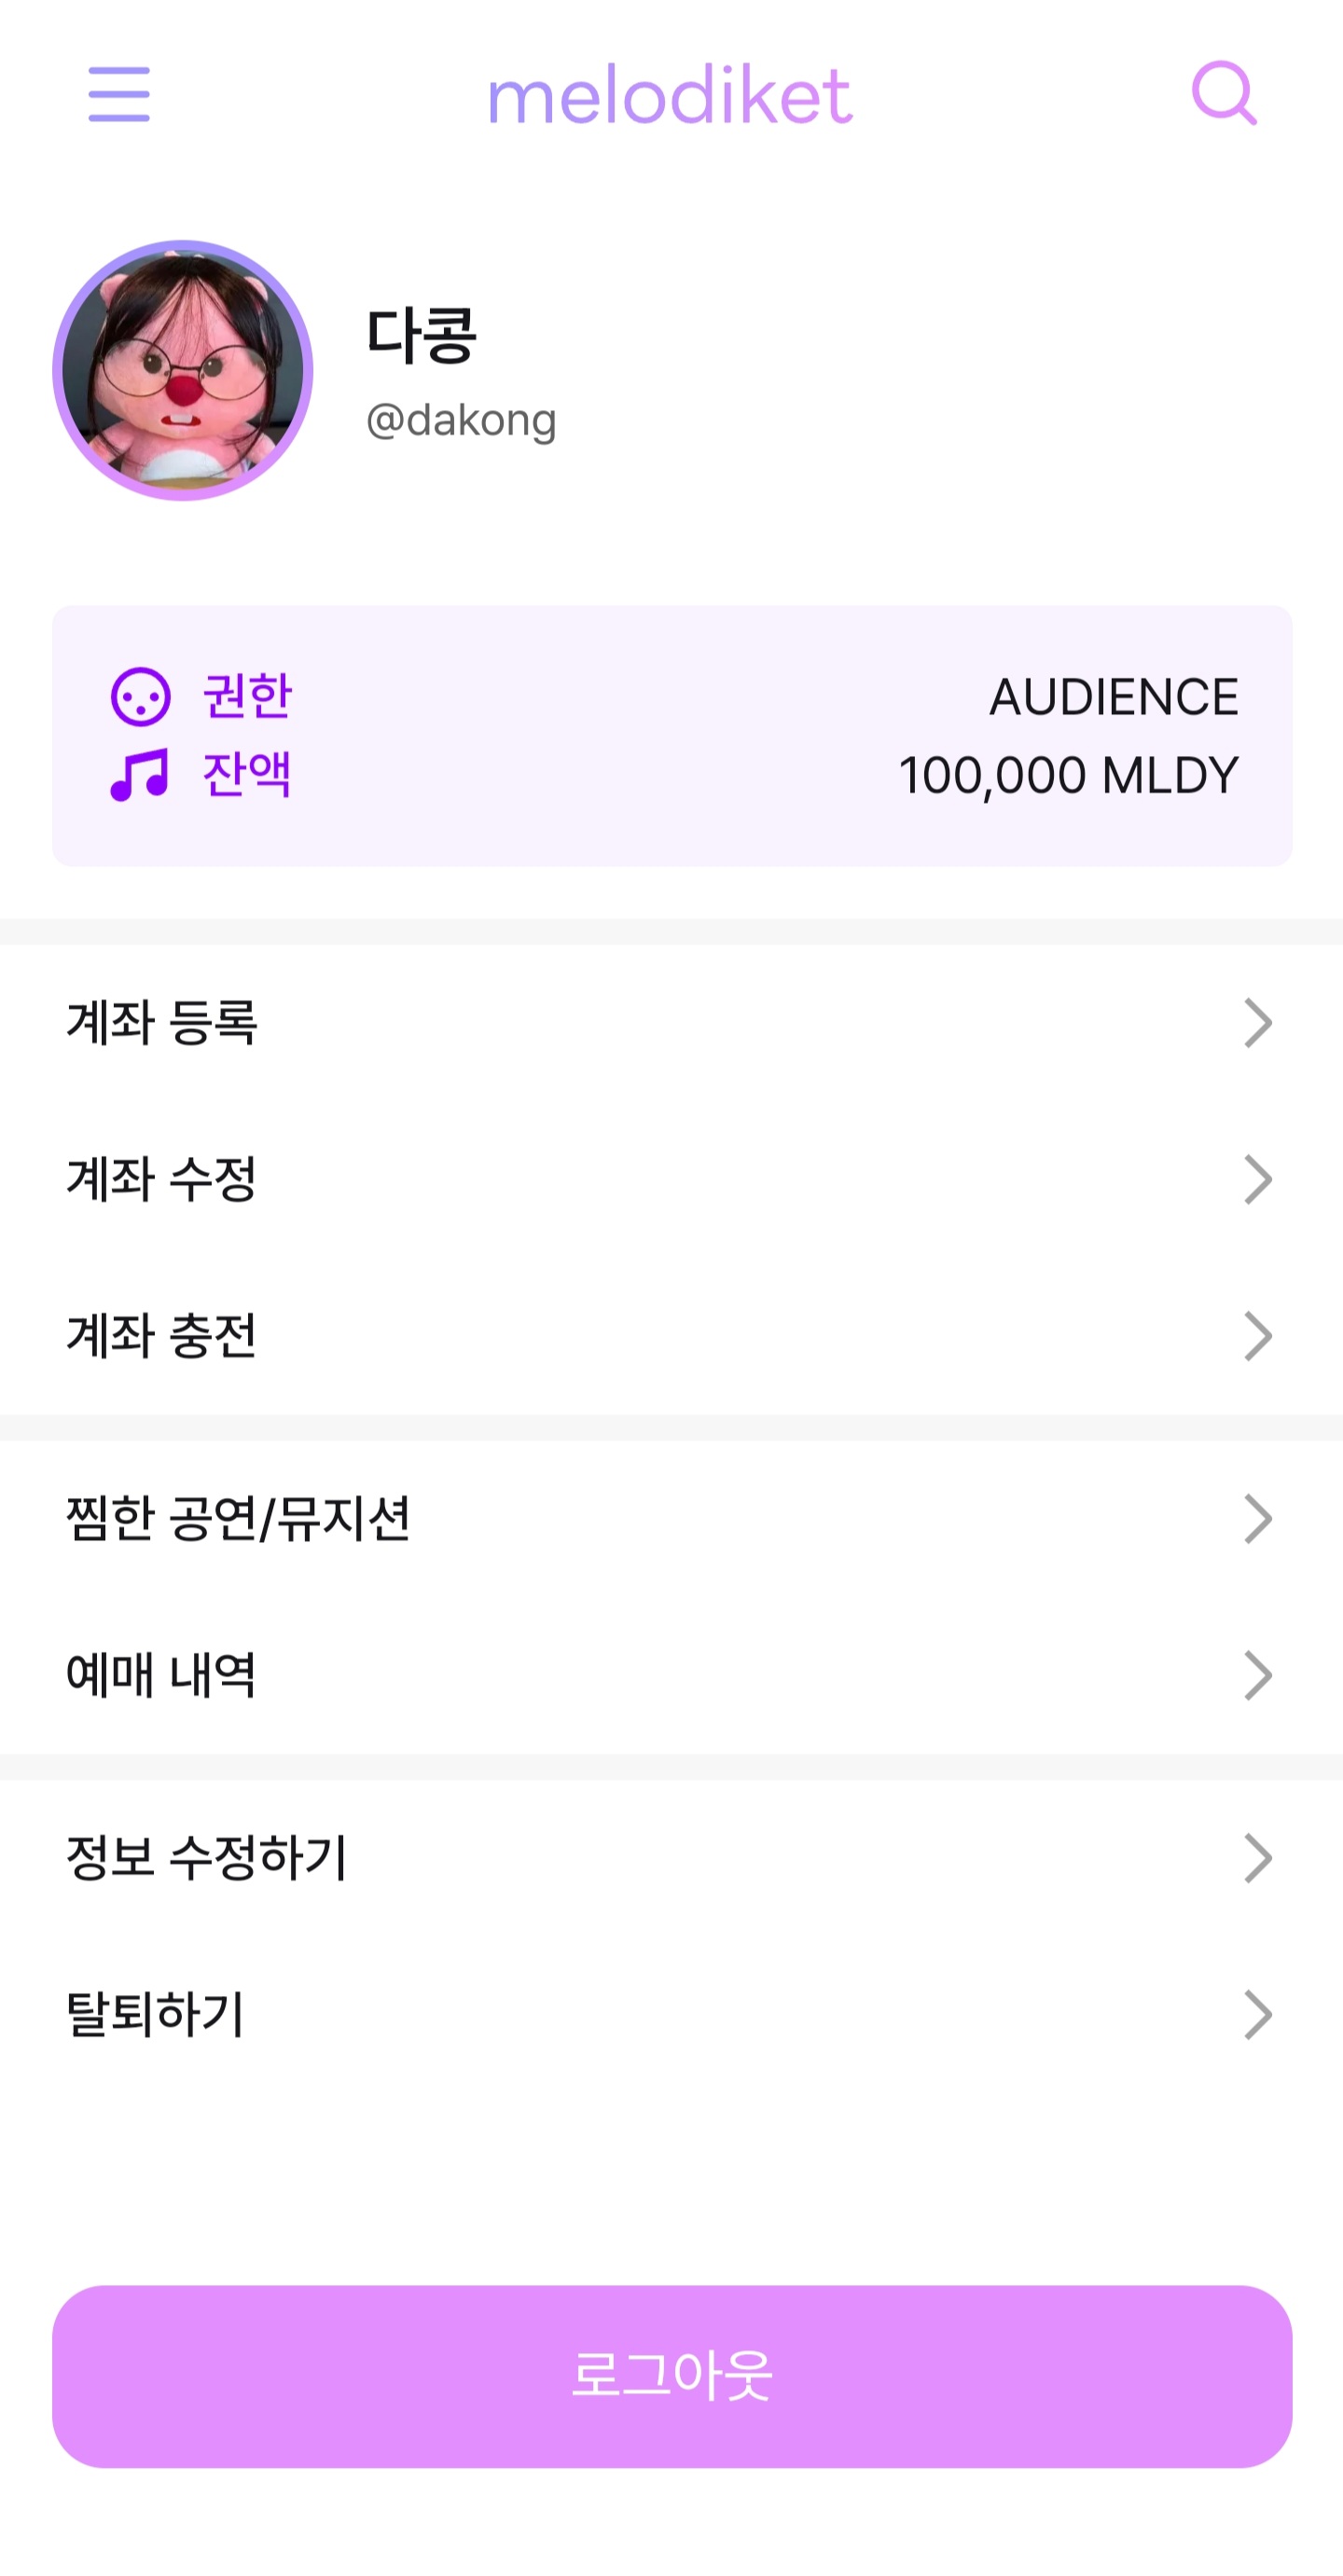 melodiket
다콩
@dakong
권한 AUDIENCE
잔액 100,000 MLDY
계좌 등록
계좌 수정
계좌 충전
찜한 공연/뮤지션
예매 내역
정보 수정하기
탈퇴하기
로그아웃